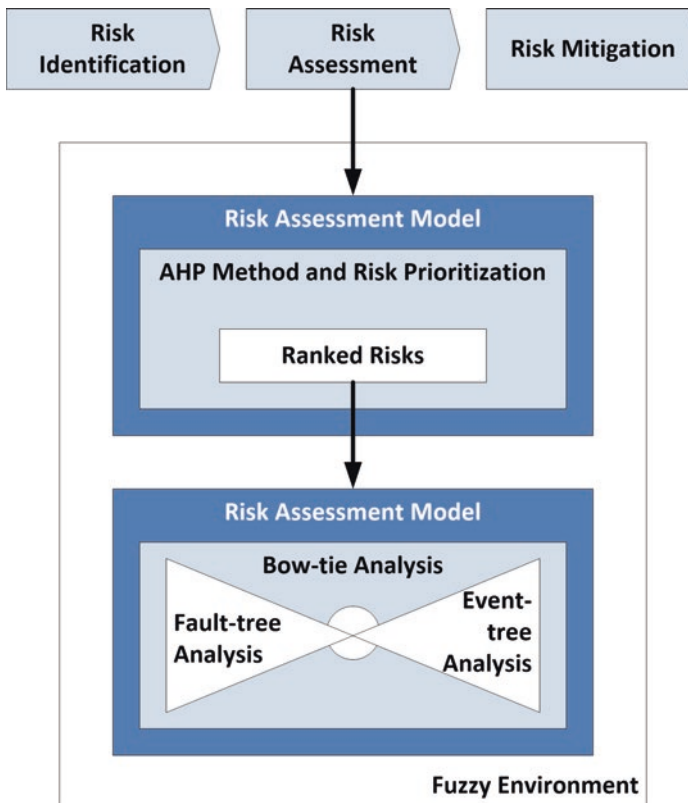 Risk
Identification
Risk
Assessment
Risk Mitigation
Risk Assessment Model
AHP Method and Risk Prioritization
Ranked Risks
Risk Assessment Model
Bow-tie Analysis
Fault-tree
Analysis
Event-
tree
Analysis
Fuzzy Environment